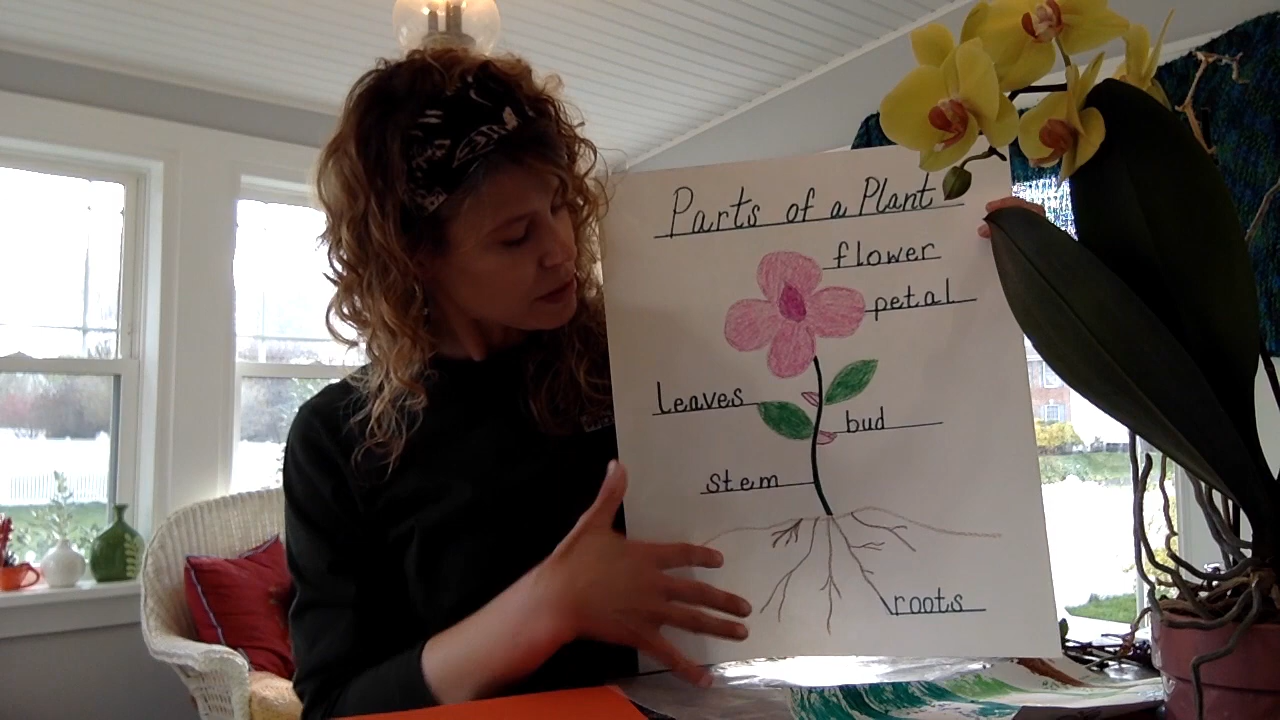 Parts of a Plant
flower
petal
leaves
bud
stem
roots